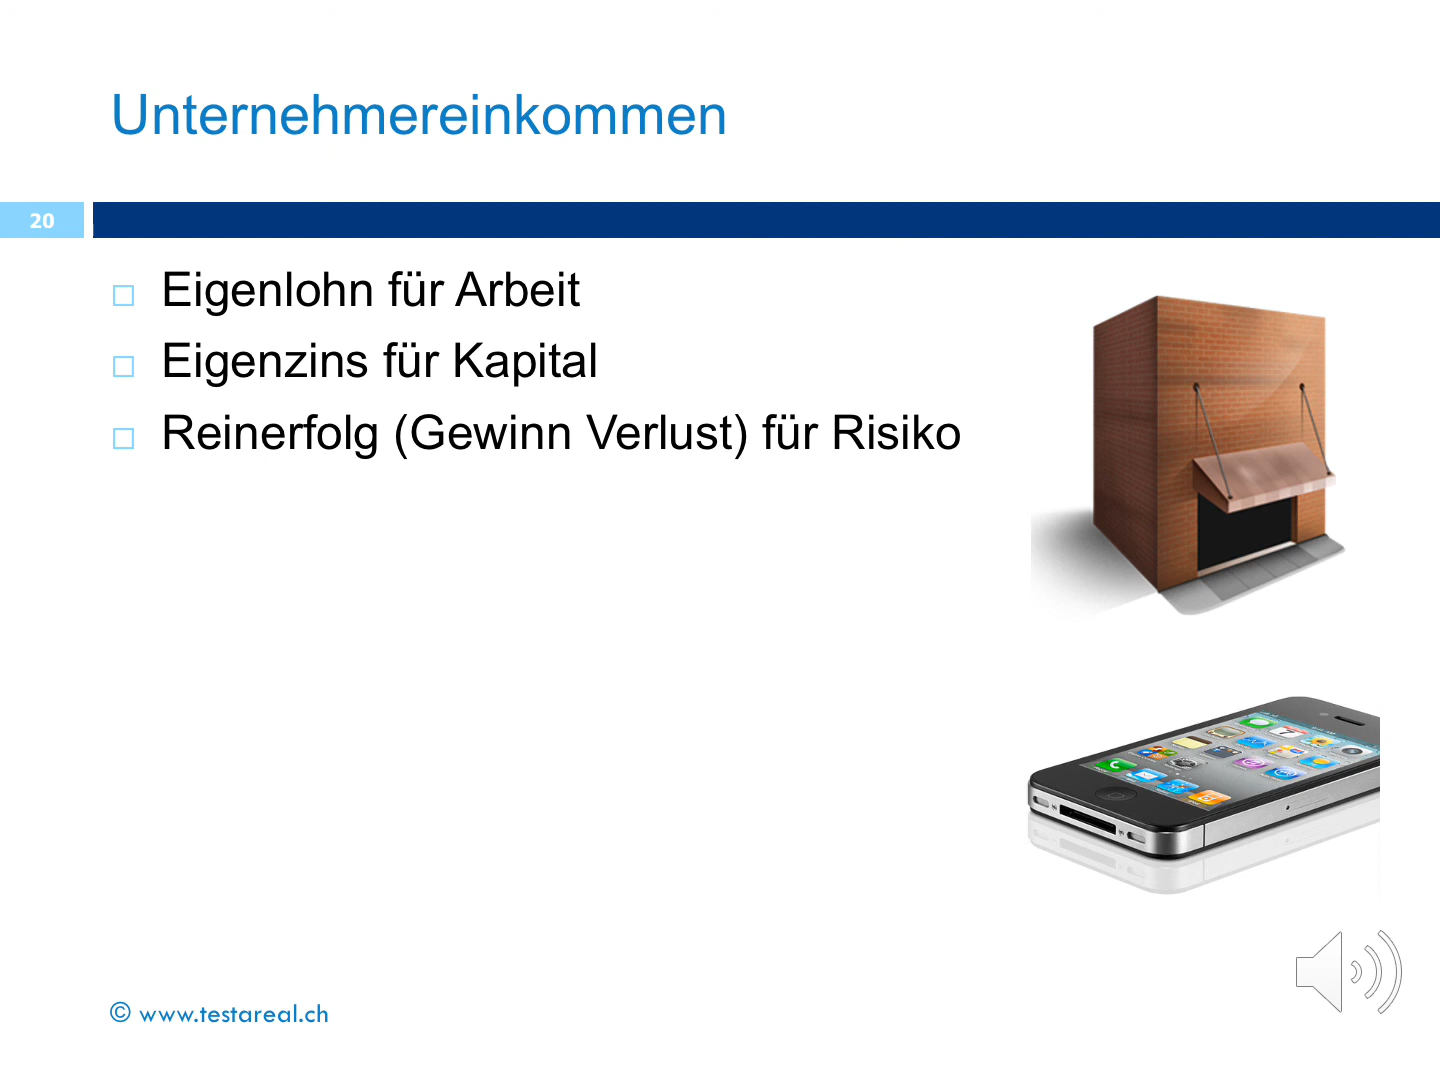 Unternehmereinkommen
20
Eigenlohn für Arbeit
Eigenzins für Kapital
Reinerfolg (Gewinn Verlust) für Risiko
© www.testareal.ch